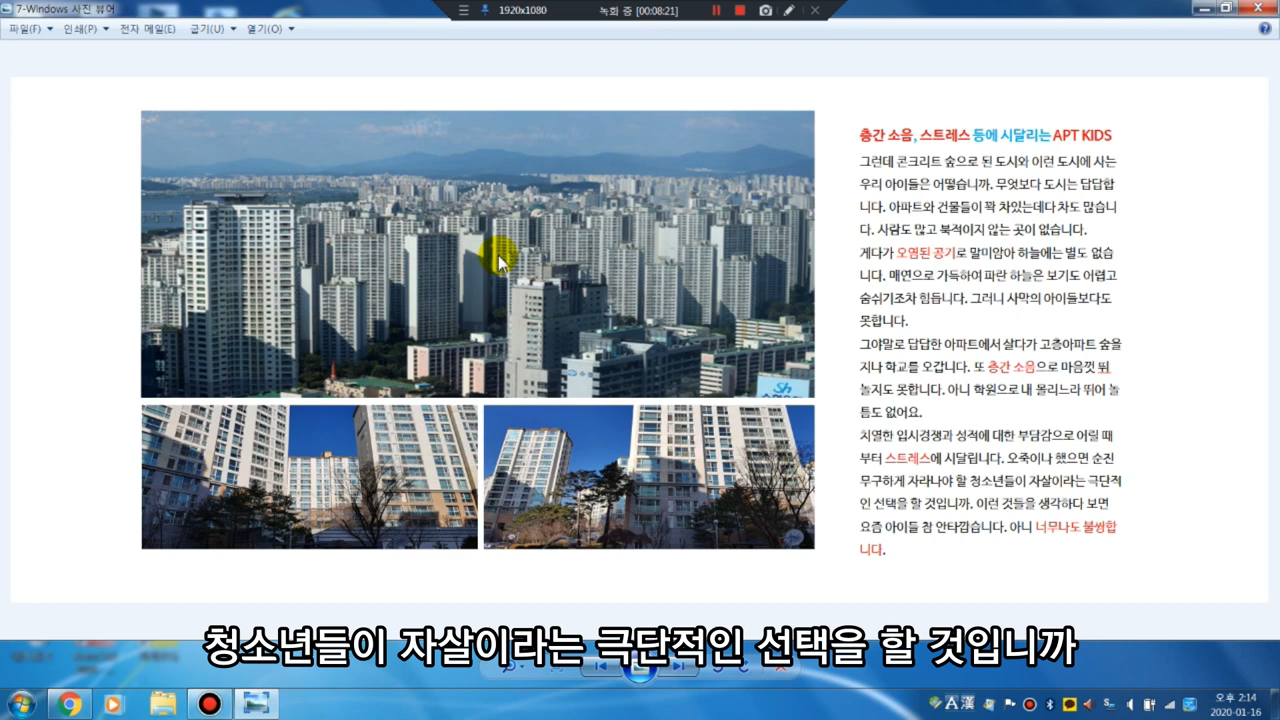 7-Windows 사진 뷰어
1920x1080
녹화 중 [00:08:21]
파일(F)
인쇄(P)
전자 메일(E)
굽기(U)
열기(O)
층간 소음, 스트레스 등에 시달리는 APT KIDS
그런데 콘크리트 숲으로 된 도시와 이런 도시에 사는
우리 아이들은 어떻습니까. 무엇보다 도시는 답답합
니다. 아파트와 건물들이 꽉 차있는데다 차도 많습니
다. 사람도 많고 북적이지 않는 곳이 없습니다.
게다가 오염된 공기로 말미암아 하늘에는 별도 없습
니다. 매연으로 가득하여 파란 하늘은 보기도 어렵고
숨쉬기조차 힘듭니다. 그러니 사막의 아이들보다도
못합니다.
그야말로 답답한 아파트에서 살다가 고층아파트 숲을
지나 학교를 오갑니다. 또 층간 소음으로 마음껏 뛰
놀지도 못합니다. 아니 학원으로 내 몰리느라 뛰어 놀
틈도 없어요.
치열한 입시경쟁과 성적에 대한 부담감으로 어릴 때
부터 스트레스에 시달립니다. 오죽이나 했으면 순진
무구하게 자라나야 할 청소년들이 자살이라는 극단적
인 선택을 할 것입니까. 이런 것들을 생각하다 보면
요즘 아이들 참 안타깝습니다. 아니 너무나도 불쌍합
니다.
Sh
청소년들이 자살이라는 극단적인 선택을 할 것입니까
A 漢
오후 2:14
2020-01-16